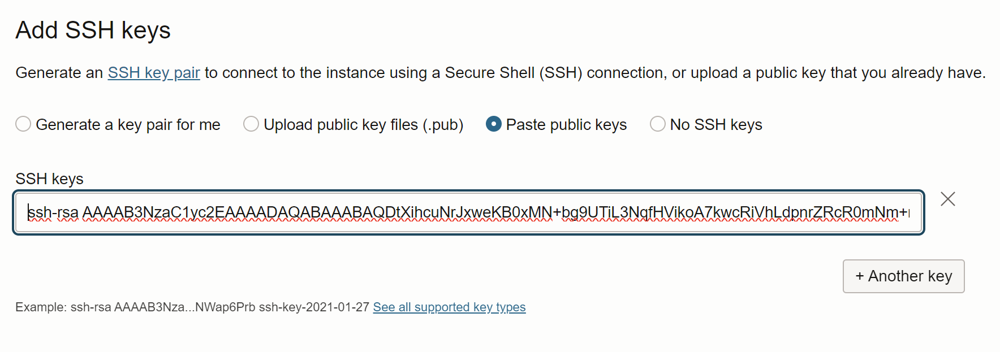 Add SSH keys
Generate an SSH key pair to connect to the instance using a Secure Shell (SSH) connection, or upload a public key that you already have.
Generate a key pair for me Upload public key files (.pub) Paste public keys No SSH keys
SSH keys
ssh-rsa AAAAB3NzaC1yc2EAAAADAQABAAABAQDtXihcuNrJxweKB0xMN+bg9UTiL3NqfHVikoA7kwcRiVhLdpnrZRcR0mNm+
+ Another key
Example: ssh-rsa AAAAB3Nza...NWap6Prb ssh-key-2021-01-27 See all supported key types